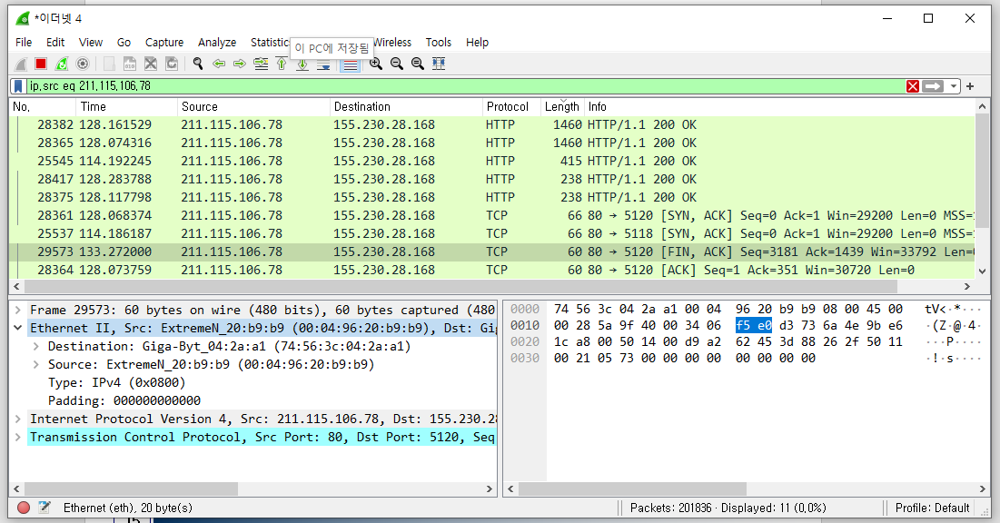 *이더넷 4
File Edit View Go Capture Analyze Statistic Wireless Tools Help
이 PC에 저장됨
ip.src eq 211.115.106.78
No. Time Source Destination Protocol Length Info
28382 128.161529 211.115.106.78 155.230.28.168 HTTP 1460 HTTP/1.1 200 OK
28365 128.074316 211.115.106.78 155.230.28.168 HTTP 1460 HTTP/1.1 200 OK
25545 114.192245 211.115.106.78 155.230.28.168 HTTP 415 HTTP/1.1 200 OK
28417 128.283788 211.115.106.78 155.230.28.168 HTTP 238 HTTP/1.1 200 OK
28375 128.117798 211.115.106.78 155.230.28.168 HTTP 238 HTTP/1.1 200 OK
28361 128.068374 211.115.106.78 155.230.28.168 TCP 66 80 → 5120 [SYN, ACK] Seq=0 Ack=1 Win=29200 Len=0 MSS=
25537 114.186187 211.115.106.78 155.230.28.168 TCP 66 80 → 5118 [SYN, ACK] Seq=0 Ack=1 Win=29200 Len=0 MSS=
29573 133.272000 211.115.106.78 155.230.28.168 TCP 60 80 → 5120 [FIN, ACK] Seq=3181 Ack=1439 Win=33792 Len=
28364 128.073759 211.115.106.78 155.230.28.168 TCP 60 80 → 5120 [ACK] Seq=1 Ack=351 Win=30720 Len=0
Frame 29573: 60 bytes on wire (480 bits), 60 bytes captured (480
Ethernet II, Src: ExtremeN_20:b9:b9 (00:04:96:20:b9:b9), Dst: Gig
Destination: Giga-Byt_04:2a:a1 (74:56:3c:04:2a:a1)
Source: ExtremeN_20:b9:b9 (00:04:96:20:b9:b9)
Type: IPv4 (0x0800)
Padding: 000000000000
Internet Protocol Version 4, Src: 211.115.106.78, Dst: 155.230.28
Transmission Control Protocol, Src Port: 80, Dst Port: 5120, Seq
0000 74 56 3c 04 2a a1 00 04 96 20 b9 b9 08 00 45 00 tV<·*···
0010 00 28 5a 9f 40 00 34 06 f5 e0 d3 73 6a 4e 9b e6 ·(Z·@·4·
0020 1c a8 00 50 14 00 d9 a2 62 45 3d 88 26 2f 50 11 ···P····
0030 00 21 05 73 00 00 00 00 00 00 00 00 ·!·s····
Ethernet (eth), 20 byte(s) Packets: 201836 · Displayed: 11 (0,0%) Profile: Default